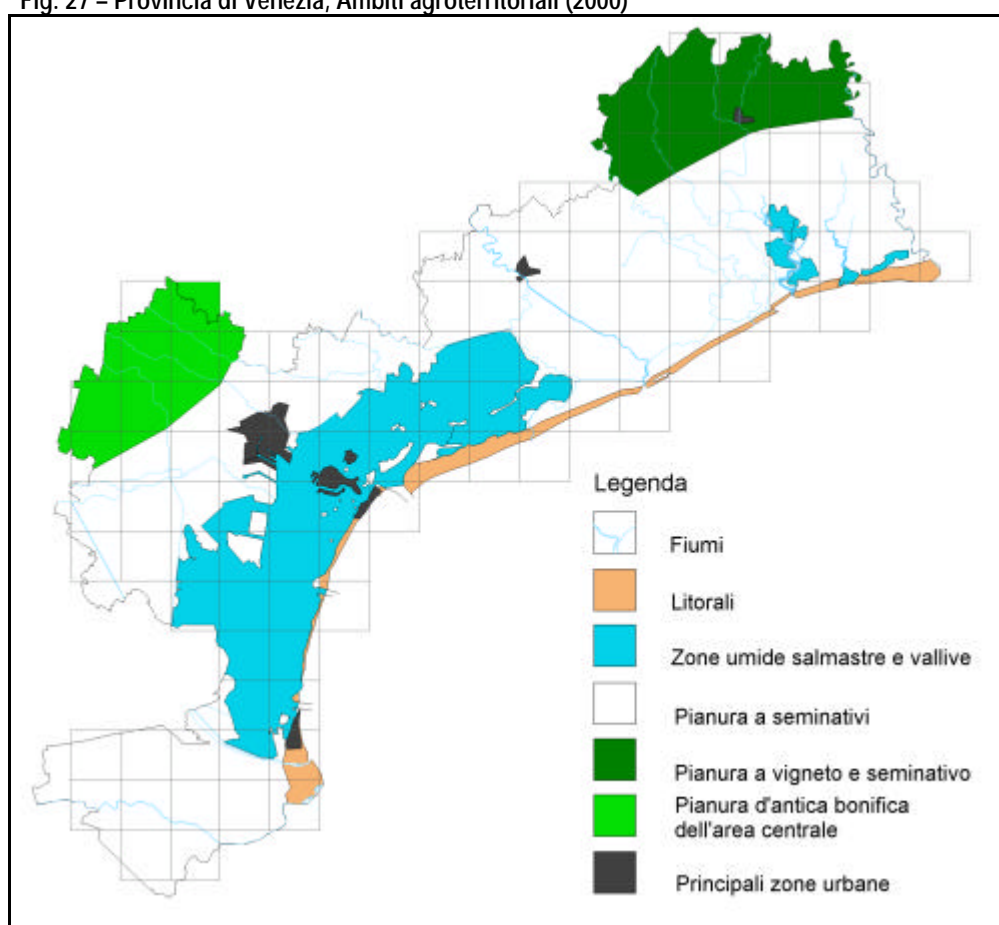 Fig. 27 – Provincia di Venezia, Ambiti agroterritoriali (2000)
Legenda
Fiumi
Litorali
Zone umide salmastre e vallive
Pianura a seminativi
Pianura a vigneto e seminativo
Pianura d'antica bonifica
dell'area centrale
Principali zone urbane